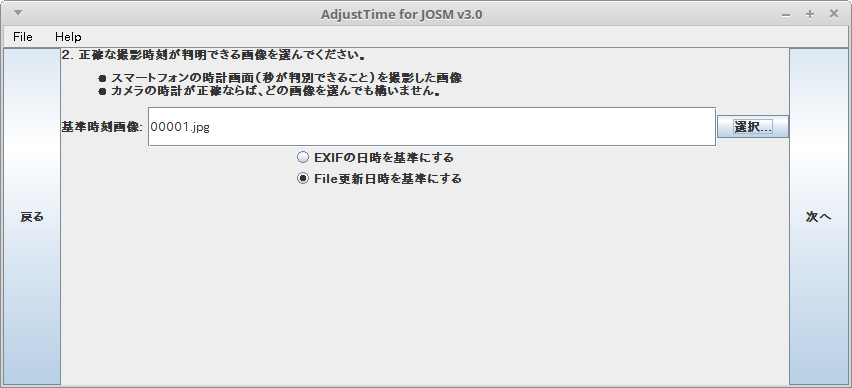 AdjustTime for JOSM v3.0
File Help
2. 正確な撮影時刻が判明できる画像を選んでください。
● スマートフォンの時計画面(秒が判別できること)を撮影した画像
● カメラの時計が正確ならば、どの画像を選んでも構いません。
基準時刻画像: 00001.jpg 選択...
EXIFの日時を基準にする
File更新日時を基準にする
戻る
次へ